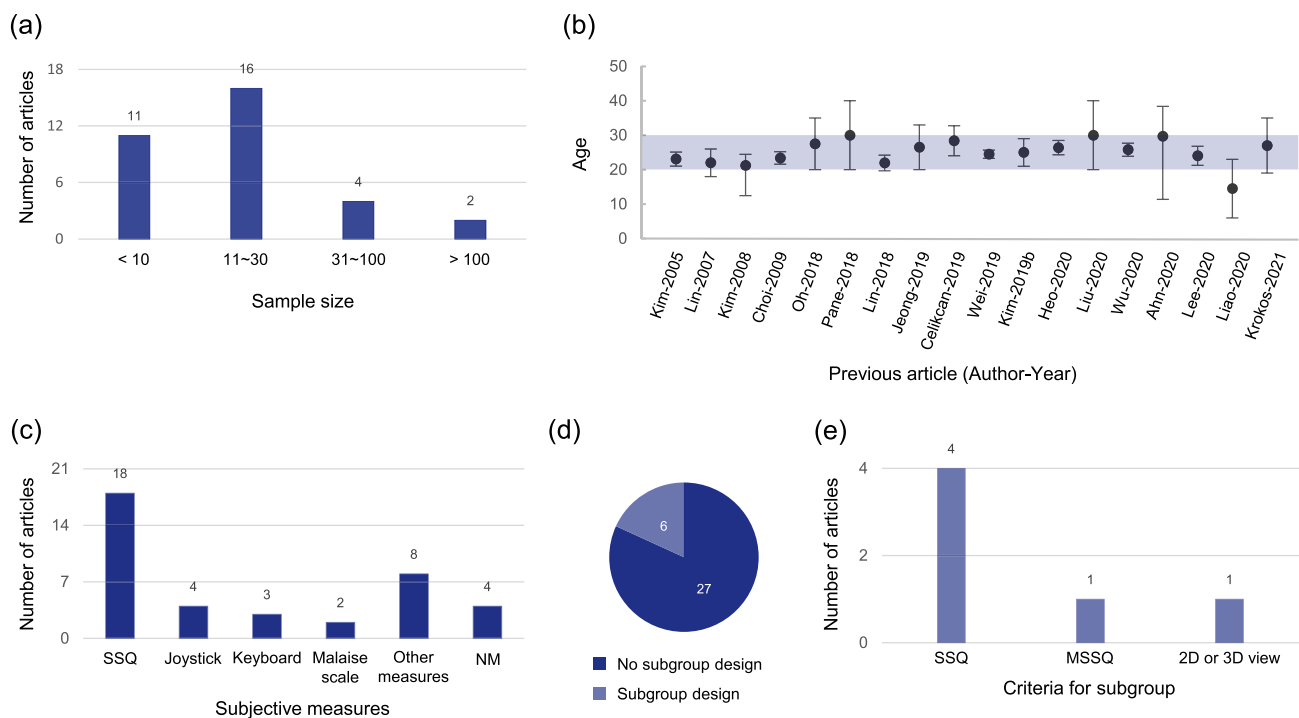 (a)
Number of articles
18
12
6
0
11
16
4
2
< 10
11~30
31~100
> 100
Sample size
(b)
Age
50
40
30
20
10
0
Kim-2005
Lin-2007
Kim-2008
Choi-2009
Oh-2018
Pane-2018
Lin-2018
Jeong-2019
Celikcan-2019
Wei-2019
Kim-2019b
Heo-2020
Liu-2020
Wu-2020
Ahn-2020
Lee-2020
Liao-2020
Krokos-2021
Previous article (Author-Year)
(c)
Number of articles
21
14
7
0
18
4
3
2
8
4
SSQ
Joystick
Keyboard
Malaise
scale
Other
measures
NM
Subjective measures
(d)
6
27
No subgroup design
Subgroup design
(e)
Number of articles
4
2
0
4
1
1
SSQ
MSSQ
2D or 3D view
Criteria for subgroup